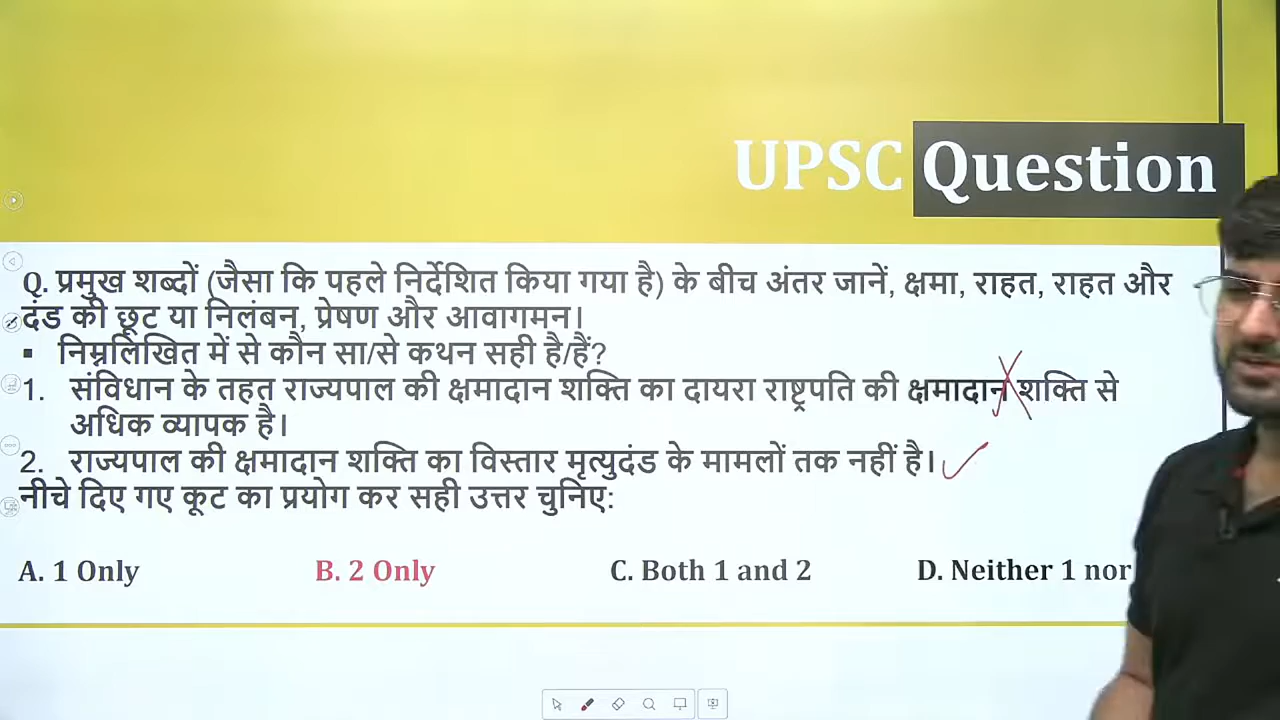 UPSC Question
Q. प्रमुख शब्दों (जैसा कि पहले निर्देशित किया गया है) के बीच अंतर जानें, क्षमा, राहत, राहत और
दंड की छूट या निलंबन, प्रेषण और आवागमन।
▪ निम्नलिखित में से कौन सा/से कथन सही है/हैं?
1. संविधान के तहत राज्यपाल की क्षमादान शक्ति का दायरा राष्ट्रपति की क्षमादान शक्ति से
अधिक व्यापक है।
2. राज्यपाल की क्षमादान शक्ति का विस्तार मृत्युदंड के मामलों तक नहीं है।
नीचे दिए गए कूट का प्रयोग कर सही उत्तर चुनिए:
A. 1 Only B. 2 Only C. Both 1 and 2 D. Neither 1 nor